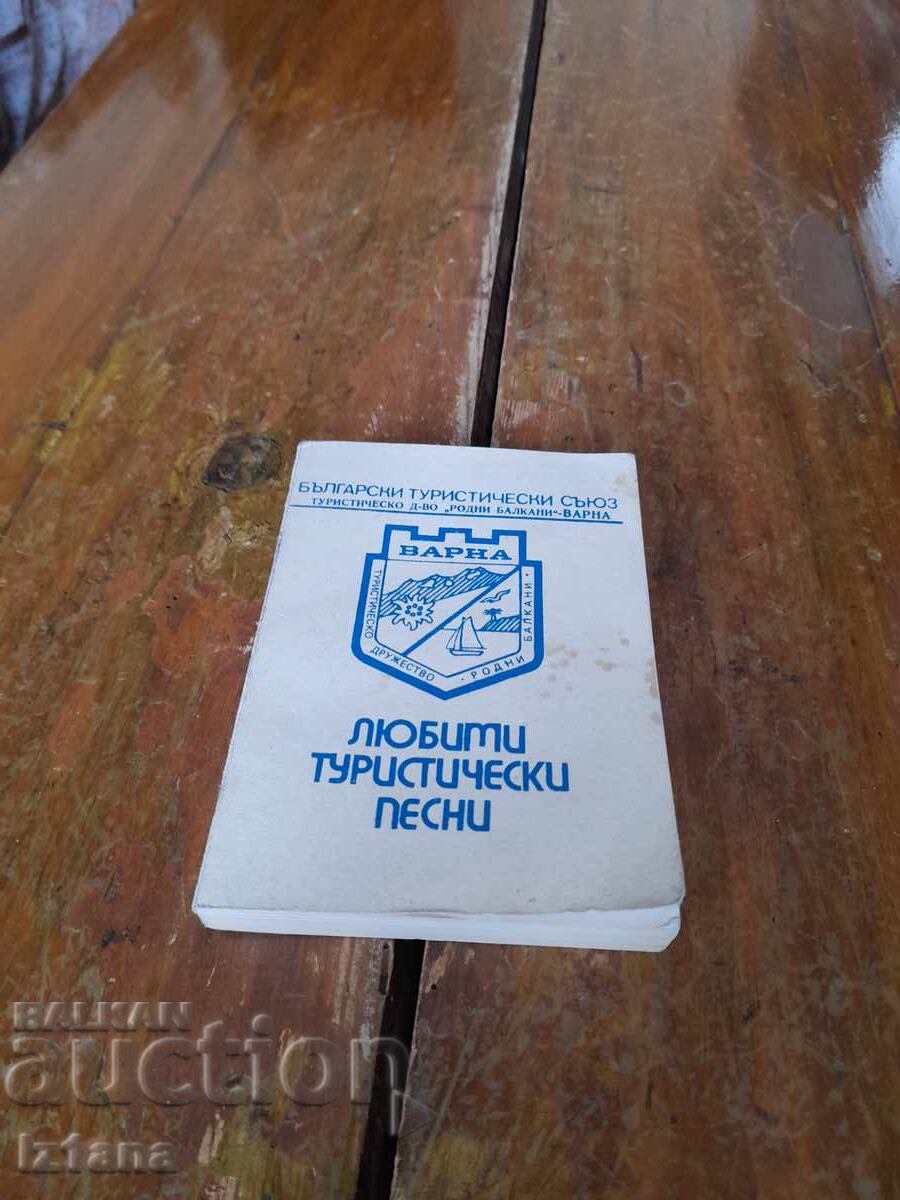 БЪЛГАРСКИ ТУРИСТИЧЕСКИ СЪЮЗ
ТУРИСТИЧЕСКО Д-ВО „РОДНИ БАЛКАНИ“-ВАРНА
ВАРНА
ТУРИСТИЧЕСКО ДРУЖЕСТВО · РОДНИ БАЛКАНИ ·
ЛЮБИМИ
ТУРИСТИЧЕСКИ
ПЕСНИ
BALKAN
auction
Iztana